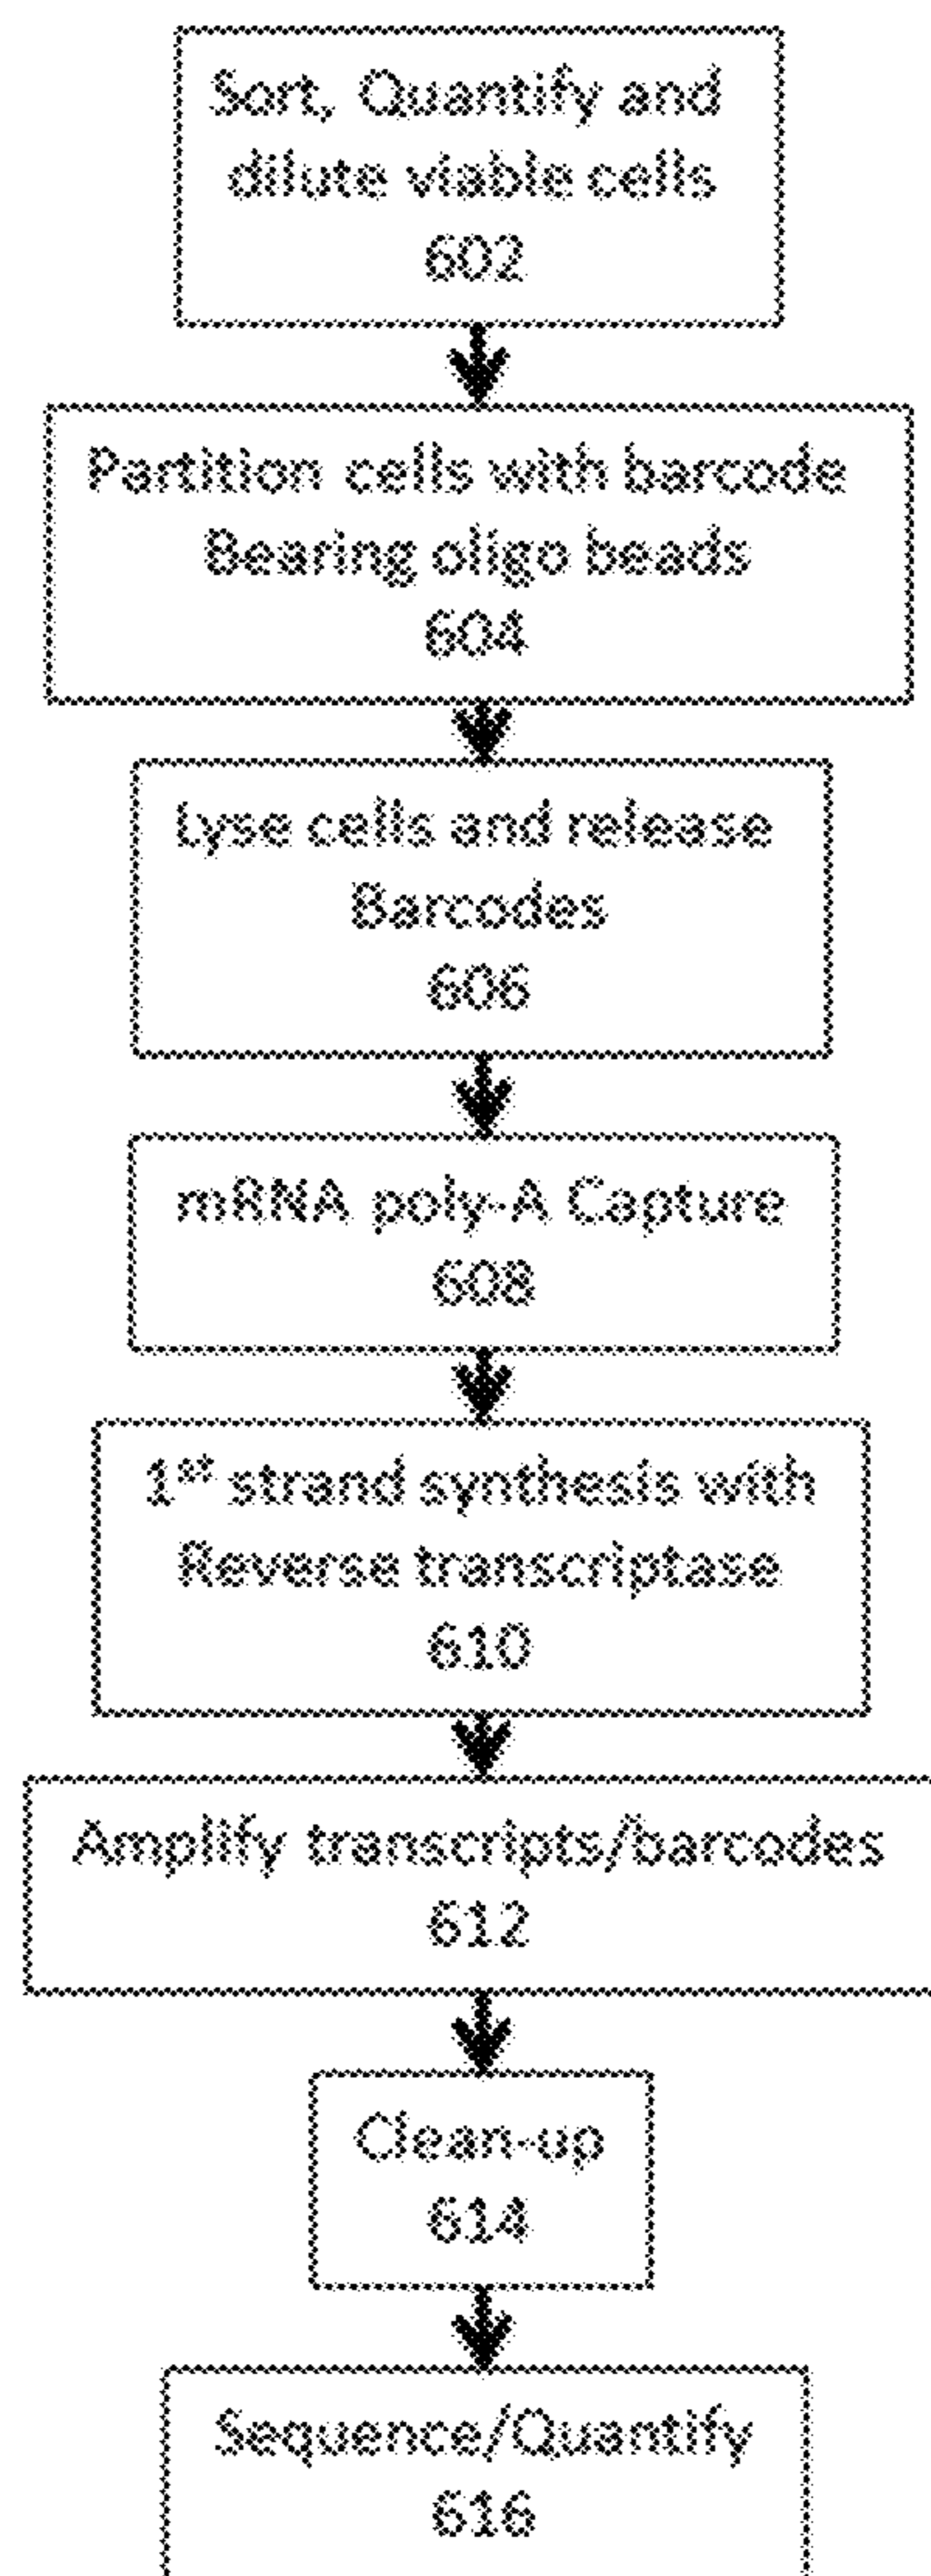 Sort, Quantify and
dilute viable cells
602
Partition cells with barcode
Bearing oligo beads
604
Lyse cells and release
Barcodes
606
mRNA poly-A Capture
608
1st strand synthesis with
Reverse transcriptase
610
Amplify transcripts/barcodes
612
Clean-up
614
Sequence/Quantify
616